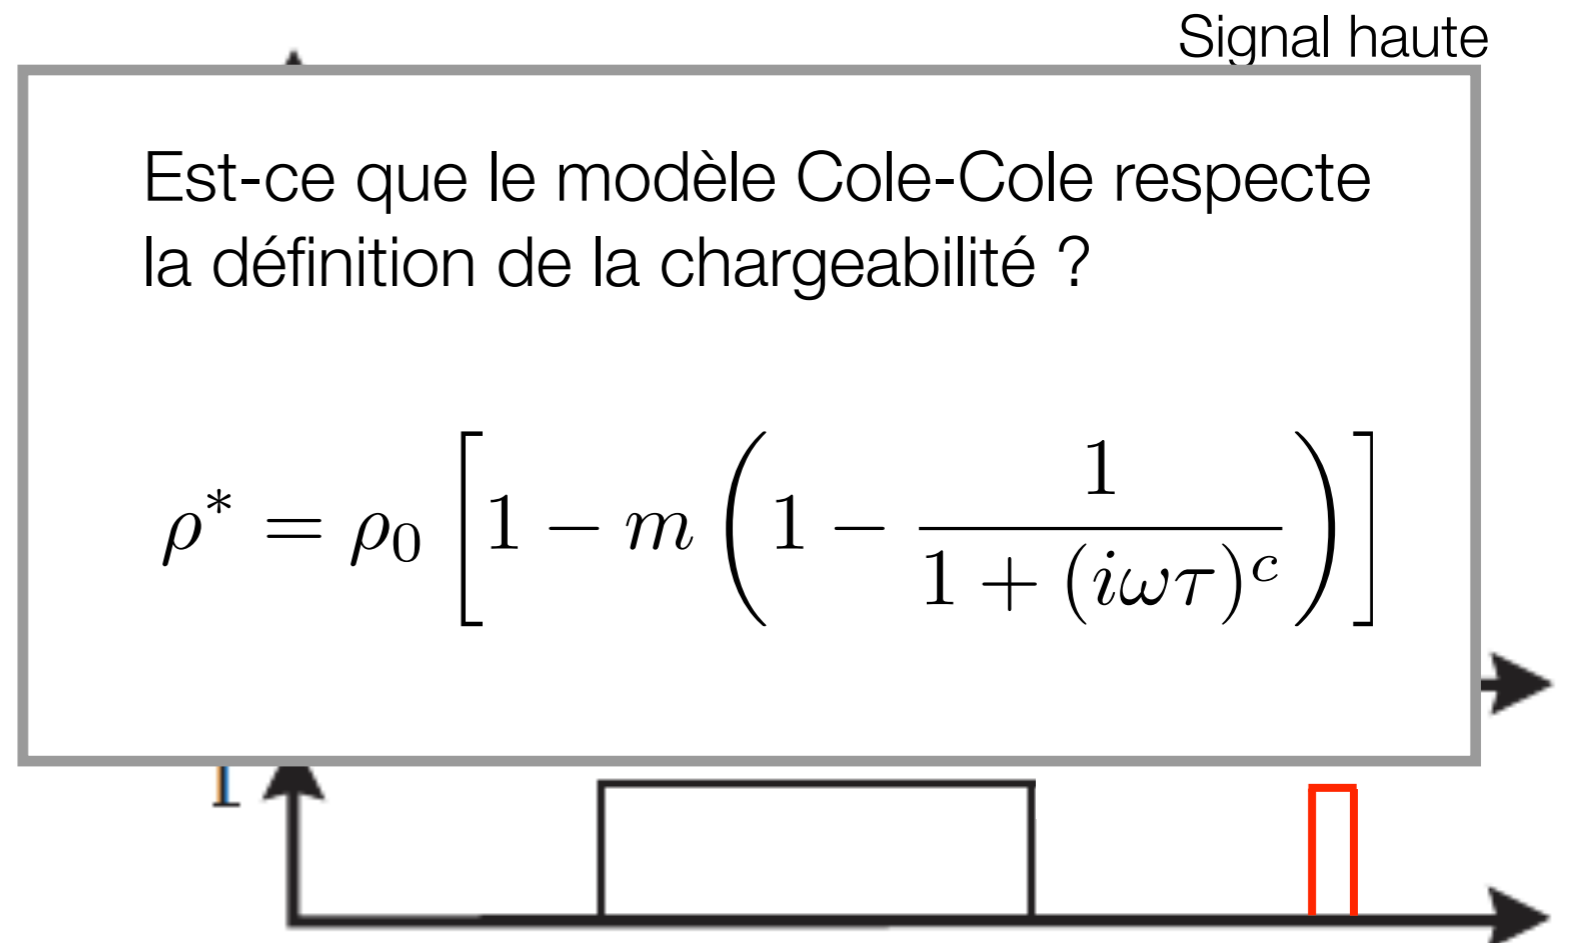 Signal haute
Est-ce que le modèle Cole-Cole respecte
la définition de la chargeabilité ?
ρ* = ρ₀ [1 − m (1 − 1 / (1 + (iωτ)ᶜ))]